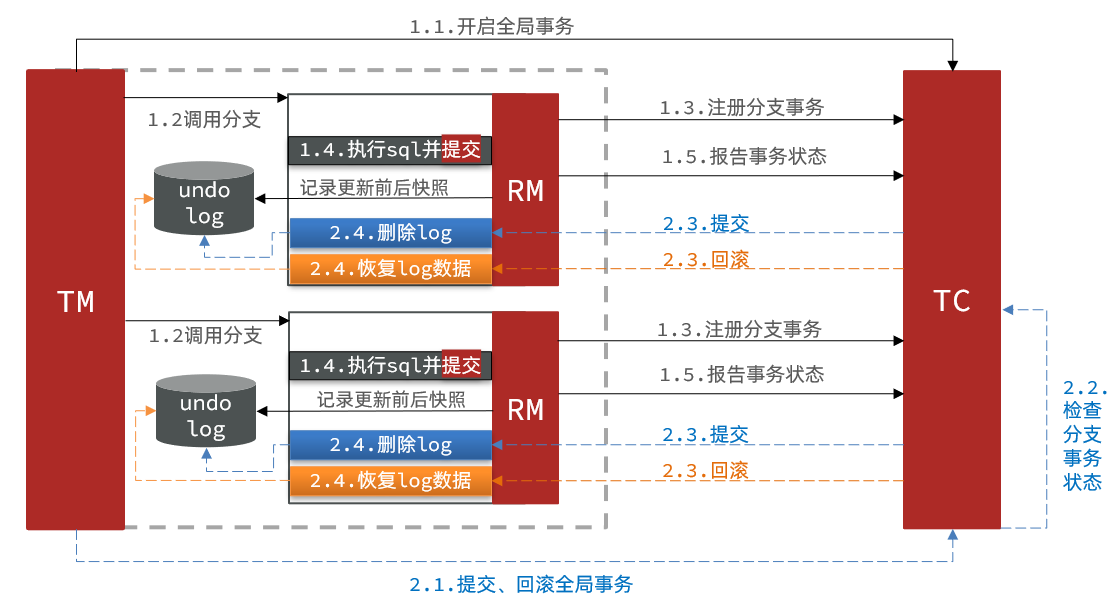 1.1.开启全局事务
TM
1.2调用分支
1.4.执行sql并提交
记录更新前后快照
undo
log
2.4.删除log
2.4.恢复log数据
RM
1.3.注册分支事务
1.5.报告事务状态
2.3.提交
2.3.回滚
TC
1.2调用分支
1.4.执行sql并提交
记录更新前后快照
undo
log
2.4.删除log
2.4.恢复log数据
RM
1.3.注册分支事务
1.5.报告事务状态
2.3.提交
2.3.回滚
2.2.
检查
分支
事务
状态
2.1.提交、回滚全局事务